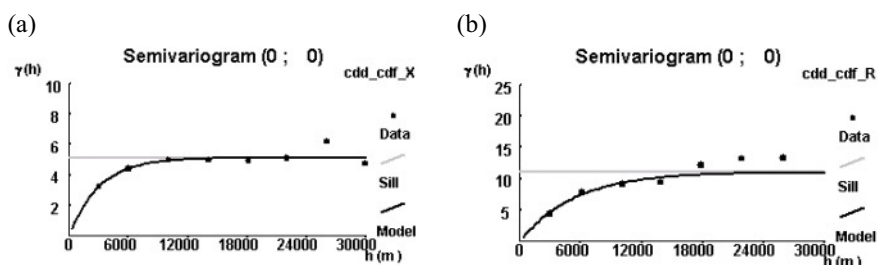 (a)
Semivariogram (0 ; 0)
γ(h)
cdd_cdf_X
10
8
6
4
2
0
6000
12000
18000
24000
30000
h (m)
Data
Sill
Model
(b)
Semivariogram (0 ; 0)
γ(h)
cdd_cdf_R
25
20
15
10
5
0
6000
12000
18000
24000
30000
h (m)
Data
Sill
Model